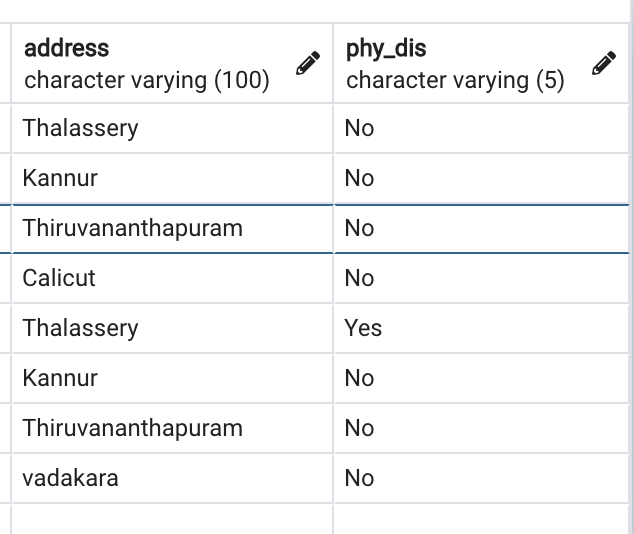 address phy_dis
character varying (100) character varying (5)
Thalassery No
Kannur No
Thiruvananthapuram No
Calicut No
Thalassery Yes
Kannur No
Thiruvananthapuram No
vadakara No